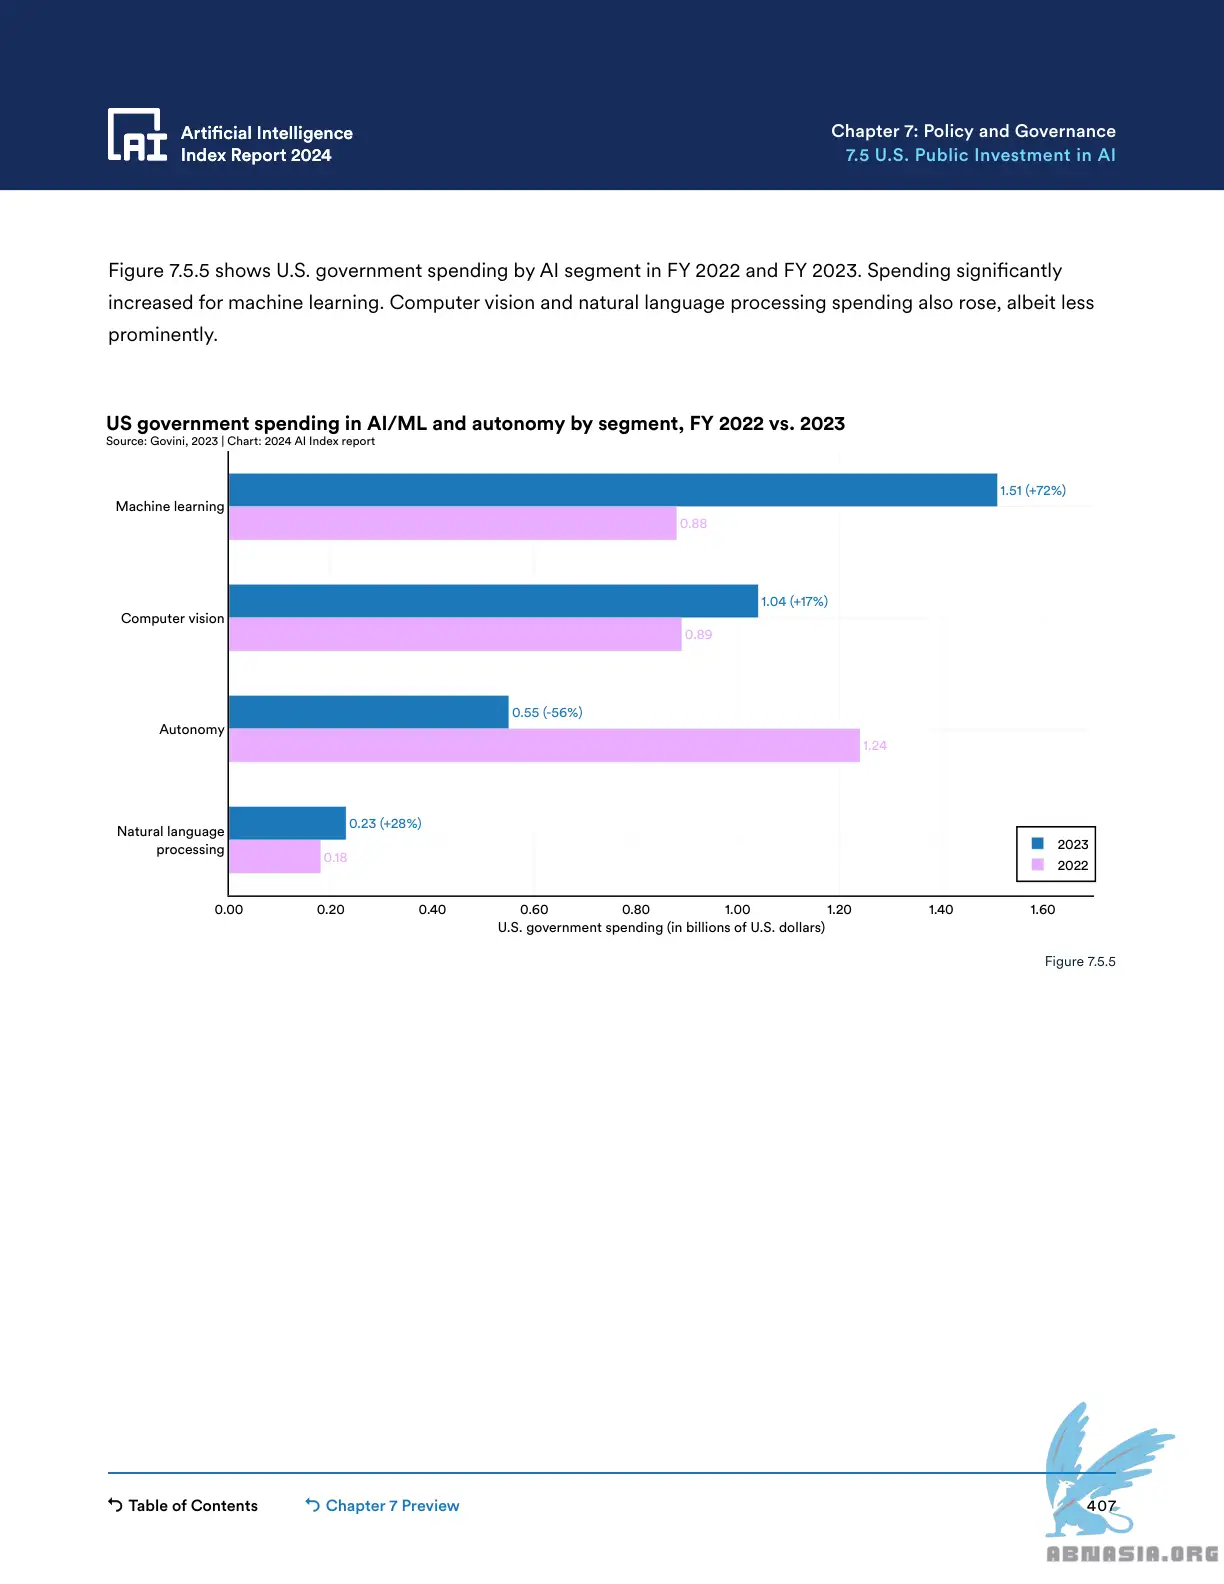 Artificial Intelligence
Index Report 2024
Chapter 7: Policy and Governance
7.5 U.S. Public Investment in AI
Figure 7.5.5 shows U.S. government spending by AI segment in FY 2022 and FY 2023. Spending significantly
increased for machine learning. Computer vision and natural language processing spending also rose, albeit less
prominently.
US government spending in AI/ML and autonomy by segment, FY 2022 vs. 2023
Source: Govini, 2023 | Chart: 2024 AI Index report
Machine learning
1.51 (+72%)
0.88
Computer vision
1.04 (+17%)
0.89
Autonomy
0.55 (-56%)
1.24
Natural language
processing
0.23 (+28%)
0.18
2023
2022
0.00 0.20 0.40 0.60 0.80 1.00 1.20 1.40 1.60
U.S. government spending (in billions of U.S. dollars)
Figure 7.5.5
Table of Contents
Chapter 7 Preview
407
ABNASIA.ORG